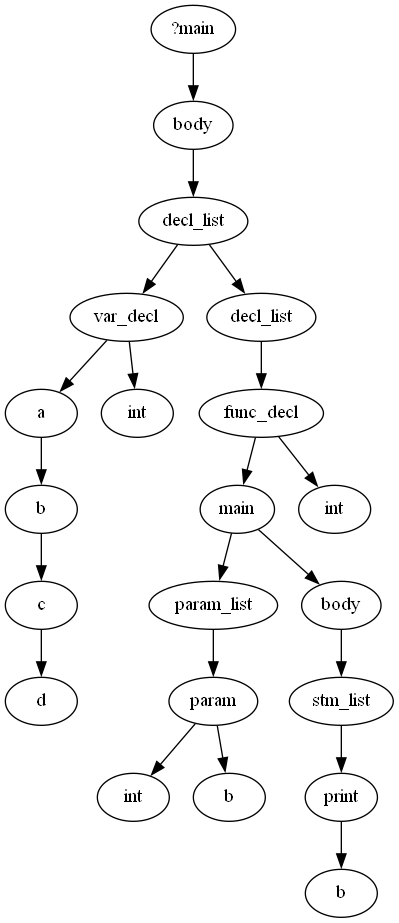 ?main
body
decl_list
var_decl
decl_list
a
int
func_decl
b
main
int
c
param_list
body
d
param
stm_list
int
b
print
b